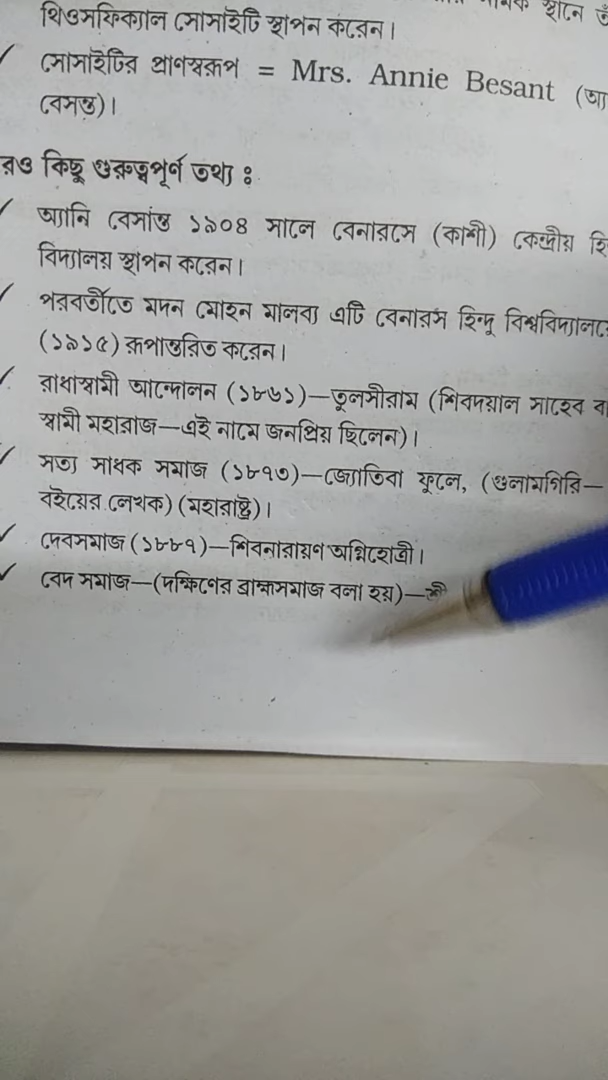 থিওসফিক্যাল সোসাইটি স্থাপন করেন।
সোসাইটির প্রাণস্বরূপ = Mrs. Annie Besant (অ্যা
বেসন্ত)।
রও কিছু গুরুত্বপূর্ণ তথ্য ঃ
অ্যানি বেসান্ত ১৯০৪ সালে বেনারসে (কাশী) কেন্দ্রীয় হি
বিদ্যালয় স্থাপন করেন।
পরবর্তীতে মদন মোহন মালব্য এটি বেনারস হিন্দু বিশ্ববিদ্যালয়ে
(১৯১৫) রূপান্তরিত করেন।
রাধাস্বামী আন্দোলন (১৮৬১)—তুলসীরাম (শিবদয়াল সাহেব বা
স্বামী মহারাজ—এই নামে জনপ্রিয় ছিলেন)।
সত্য সাধক সমাজ (১৮৭৩)—জ্যোতিবা ফুলে, (গুলামগিরি—
বইয়ের লেখক) (মহারাষ্ট্রে)।
দেবসমাজ (১৮৮৭)—শিবনারায়ণ অগ্নিহোত্রী।
বেদ সমাজ—(দক্ষিণের ব্রাহ্মসমাজ বলা হয়)—শ্রী